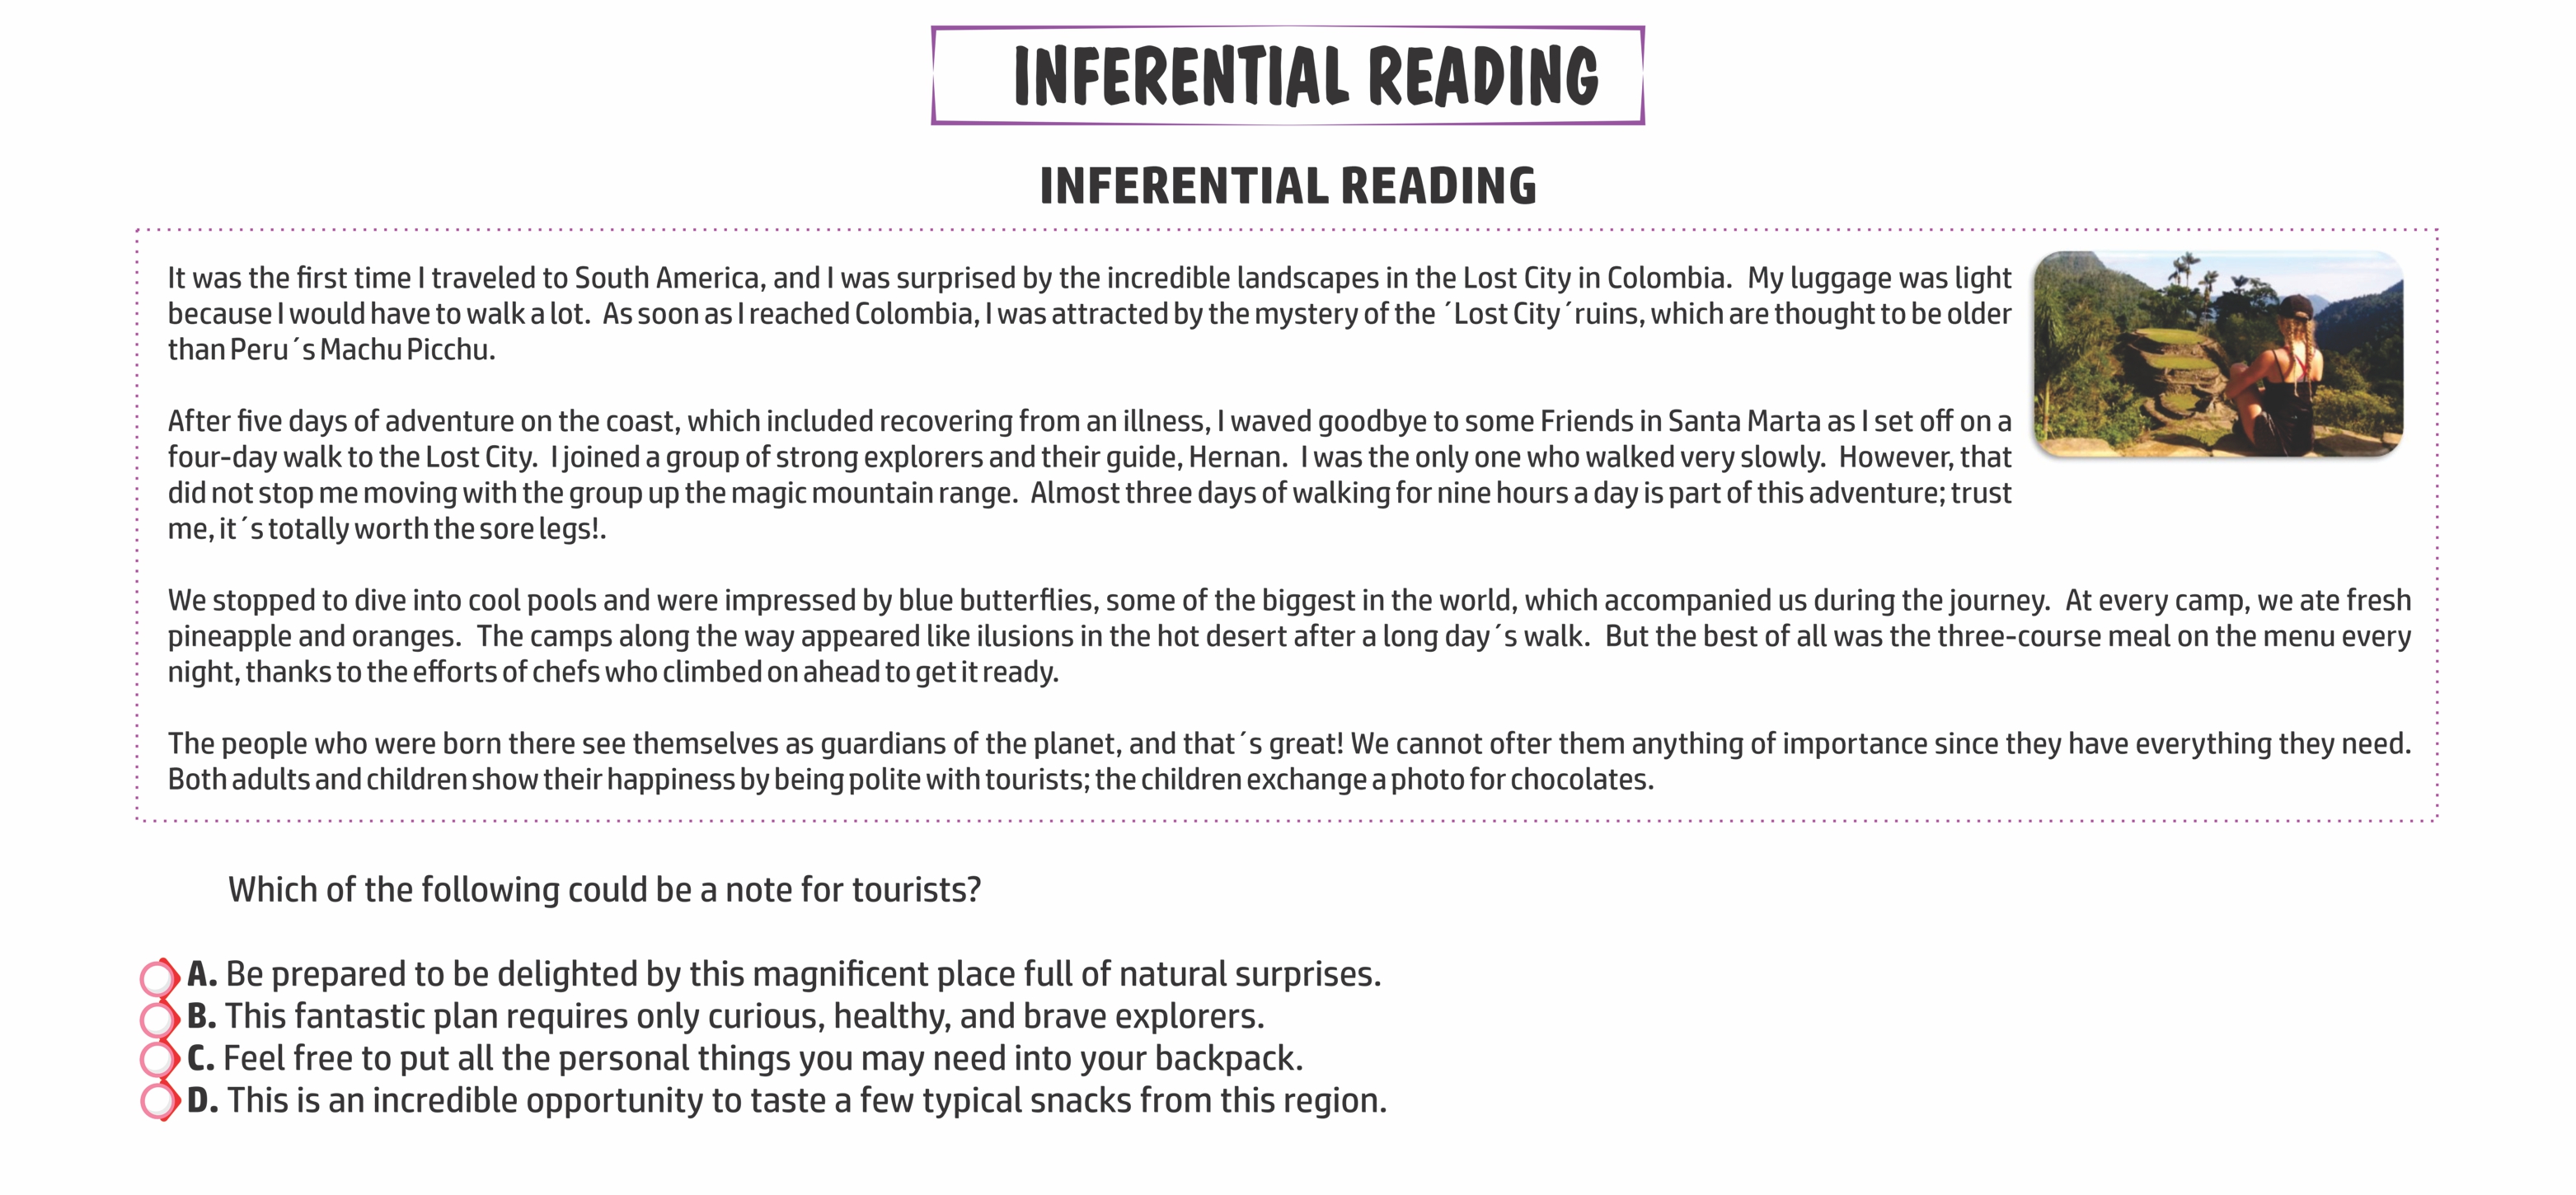 INFERENTIAL READING
INFERENTIAL READING
It was the first time I traveled to South America, and I was surprised by the incredible landscapes in the Lost City in Colombia. My luggage was light
because I would have to walk a lot. As soon as I reached Colombia, I was attracted by the mystery of the ´Lost City´ruins, which are thought to be older
than Peru´s Machu Picchu.
After five days of adventure on the coast, which included recovering from an illness, I waved goodbye to some Friends in Santa Marta as I set off on a
four-day walk to the Lost City. I joined a group of strong explorers and their guide, Hernan. I was the only one who walked very slowly. However, that
did not stop me moving with the group up the magic mountain range. Almost three days of walking for nine hours a day is part of this adventure; trust
me, it´s totally worth the sore legs!.
We stopped to dive into cool pools and were impressed by blue butterflies, some of the biggest in the world, which accompanied us during the journey. At every camp, we ate fresh
pineapple and oranges. The camps along the way appeared like ilusions in the hot desert after a long day´s walk. But the best of all was the three-course meal on the menu every
night, thanks to the efforts of chefs who climbed on ahead to get it ready.
The people who were born there see themselves as guardians of the planet, and that´s great! We cannot ofter them anything of importance since they have everything they need.
Both adults and children show their happiness by being polite with tourists; the children exchange a photo for chocolates.
Which of the following could be a note for tourists?
A. Be prepared to be delighted by this magnificent place full of natural surprises.
B. This fantastic plan requires only curious, healthy, and brave explorers.
C. Feel free to put all the personal things you may need into your backpack.
D. This is an incredible opportunity to taste a few typical snacks from this region.